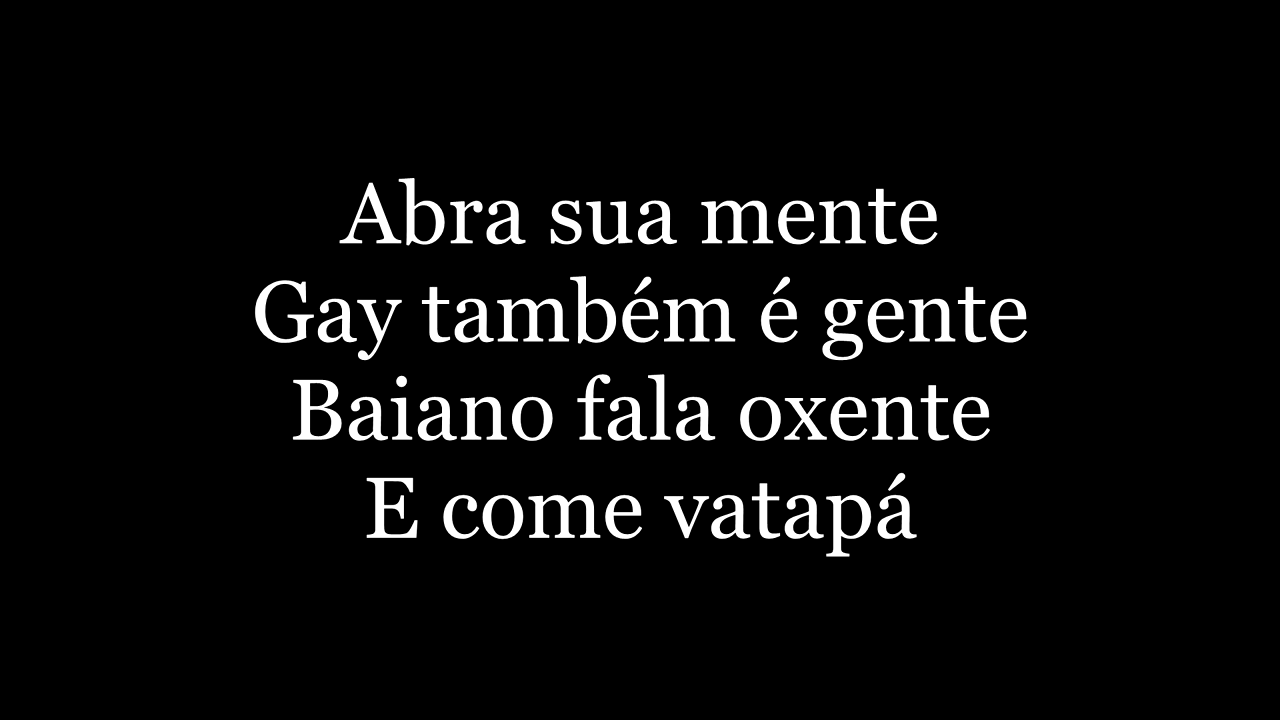 Abra sua mente
Gay também é gente
Baiano fala oxente
E come vatapá